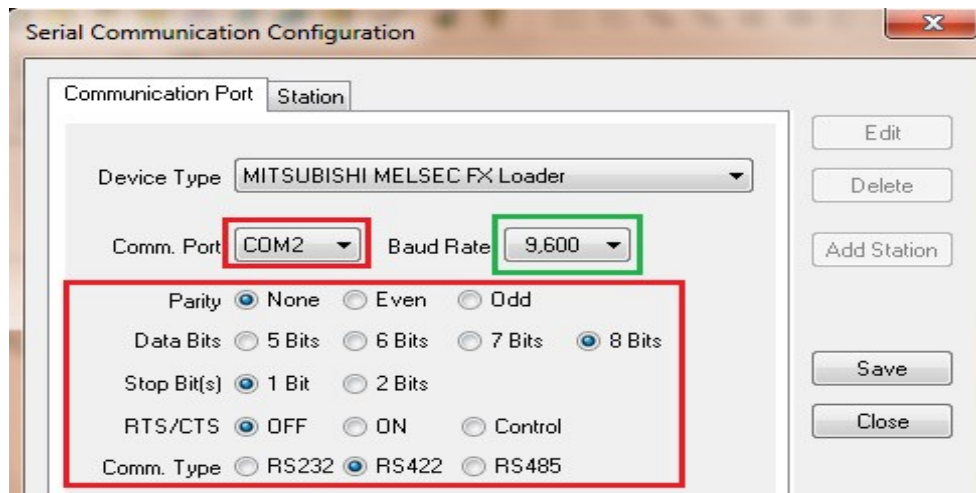 Serial Communication Configuration
Communication Port Station
Edit
Device Type MITSUBISHI MELSEC FX Loader
Delete
Comm. Port COM2 Baud Rate 9,600
Add Station
Parity None Even Odd
Data Bits 5 Bits 6 Bits 7 Bits 8 Bits
Save
Stop Bit(s) 1 Bit 2 Bits
RTS/CTS OFF ON Control
Close
Comm. Type RS232 RS422 RS485